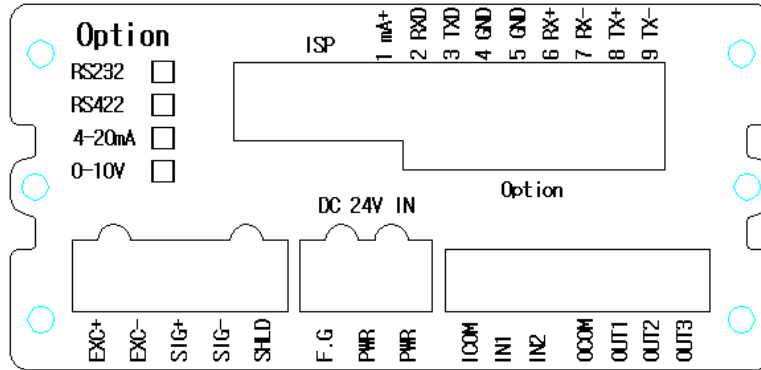 Option
RS232
RS422
4-20mA
0-10V
ISP
1 mA+
2 RXD
3 TXD
4 GND
5 GND
6 RX+
7 RX-
8 TX+
9 TX-
Option
DC 24V IN
EXC+
EXC-
SIG+
SIG-
SHLD
F.G
PWR
PWR
ICOM
IN1
IN2
OCOM
OUT1
OUT2
OUT3